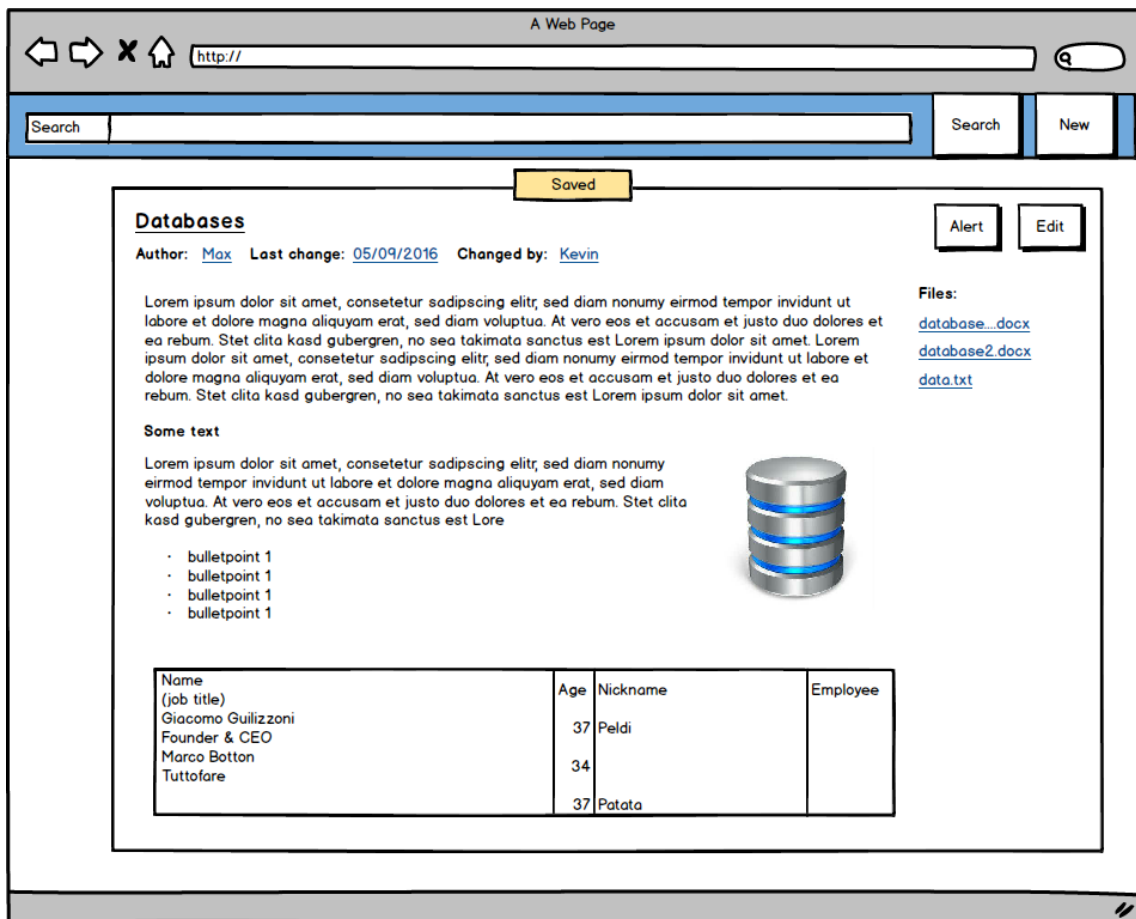 A Web Page
http://
Search
Search
New
Saved
Databases
Alert
Edit
Author: Max Last change: 05/09/2016 Changed by: Kevin
Lorem ipsum dolor sit amet, consetetur sadipscing elitr, sed diam nonumy eirmod tempor invidunt ut
labore et dolore magna aliquyam erat, sed diam voluptua. At vero eos et accusam et justo duo dolores et
ea rebum. Stet clita kasd gubergren, no sea takimata sanctus est Lorem ipsum dolor sit amet. Lorem
ipsum dolor sit amet, consetetur sadipscing elitr, sed diam nonumy eirmod tempor invidunt ut labore et
dolore magna aliquyam erat, sed diam voluptua. At vero eos et accusam et justo duo dolores et ea
rebum. Stet clita kasd gubergren, no sea takimata sanctus est Lorem ipsum dolor sit amet.
Files:
database....docx
database2.docx
data.txt
Some text
Lorem ipsum dolor sit amet, consetetur sadipscing elitr, sed diam nonumy
eirmod tempor invidunt ut labore et dolore magna aliquyam erat, sed diam
voluptua. At vero eos et accusam et justo duo dolores et ea rebum. Stet clita
kasd gubergren, no sea takimata sanctus est Lore
· bulletpoint 1
· bulletpoint 1
· bulletpoint 1
· bulletpoint 1
Name
(job title)
Giacomo Guilizzoni
Founder & CEO
Marco Botton
Tuttofare
Age
37
34
37
Nickname
Peldi
Patata
Employee